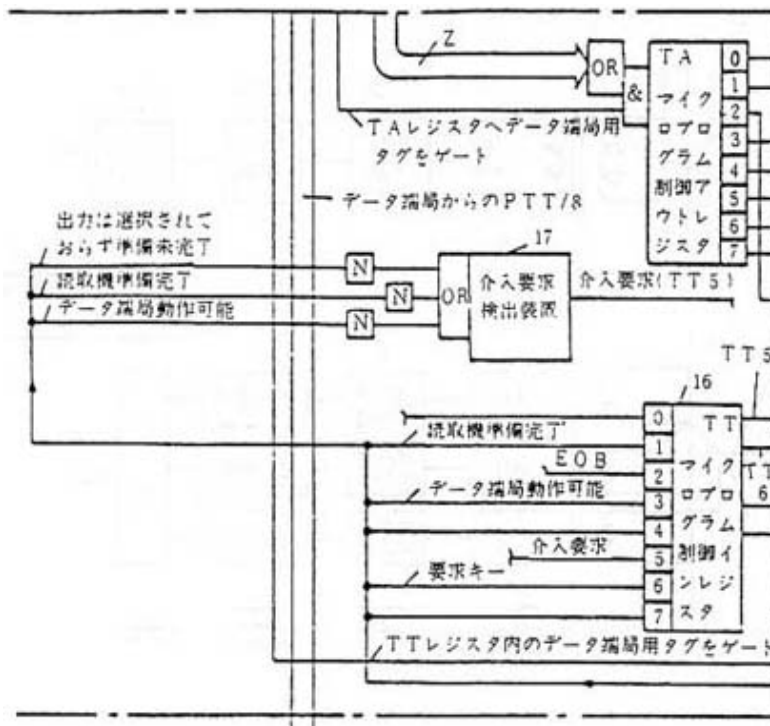 Z
OR
&
TA
マイク
ロプロ
グラム
制御ア
ウトレ
ジスタ
0
1
2
3
4
5
6
7
TAレジスタへデータ端局用
タグをゲート
データ端局からのPTT/8
出力は選択されて
おらず準備未完了
読取機準備完了
データ端局動作可能
N
N
N
OR
17
介入要求
検出装置
介入要求(TT5)
TT5
16
0
1
2
3
4
5
6
7
TT
マイク
ロプロ
グラム
制御イ
ンレジ
スタ
TT
6
読取機準備完了
EOB
データ端局動作可能
介入要求
要求キー
TTレジスタ内のデータ端局用タグをゲート